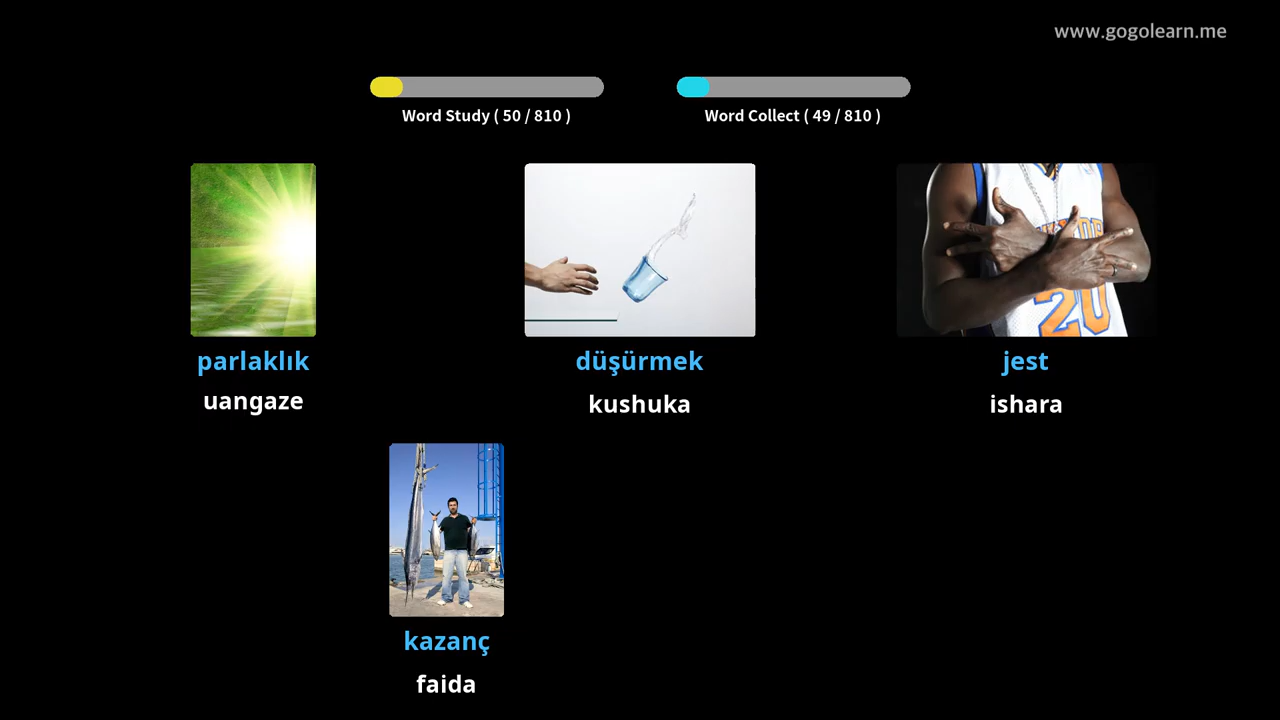 www.gogolearn.me
Word Study ( 50 / 810 )
Word Collect ( 49 / 810 )
20
parlaklık
düşürmek
jest
uangaze
kushuka
ishara
kazanç
faida